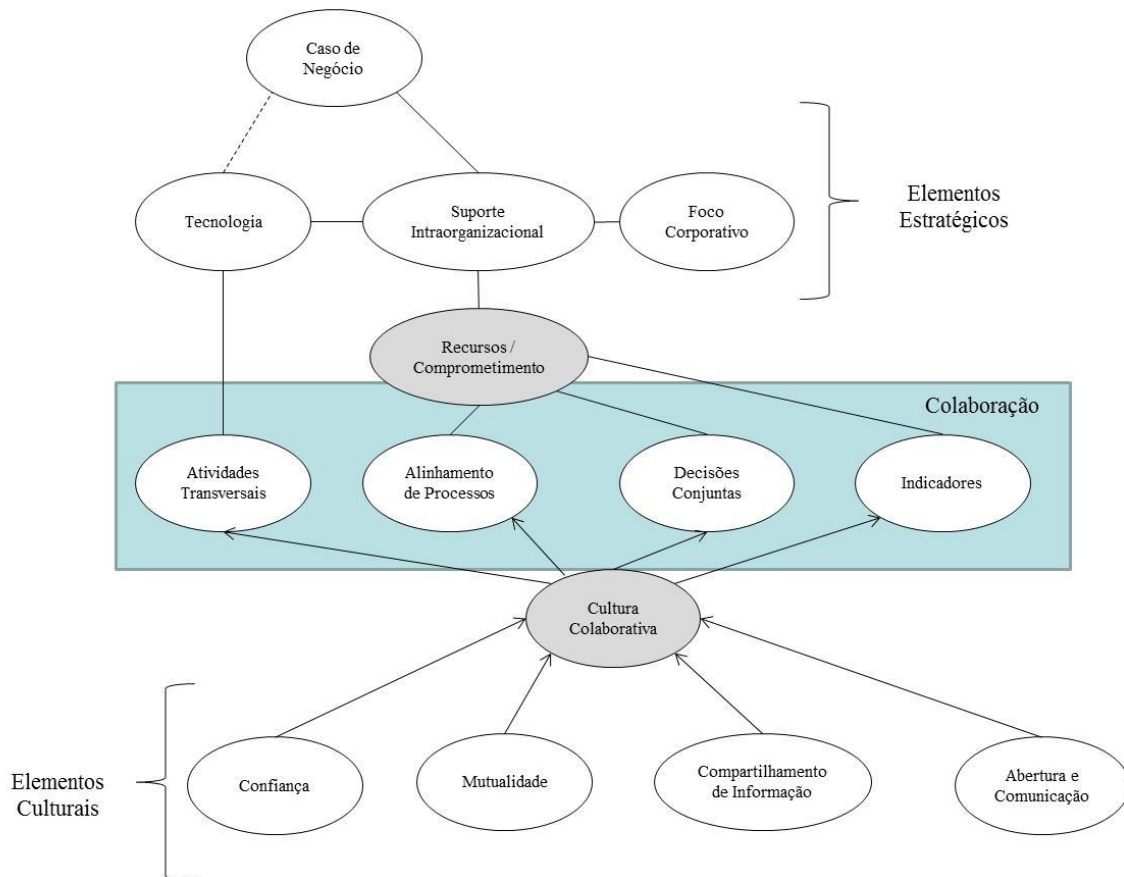 Caso de
Negócio
Tecnologia
Suporte
Intraorganizacional
Foco
Corporativo
Elementos
Estratégicos
Recursos /
Comprometimento
Colaboração
Atividades
Transversais
Alinhamento
de Processos
Decisões
Conjuntas
Indicadores
Cultura
Colaborativa
Elementos
Culturais
Confiança
Mutualidade
Compartilhamento
de Informação
Abertura e
Comunicação